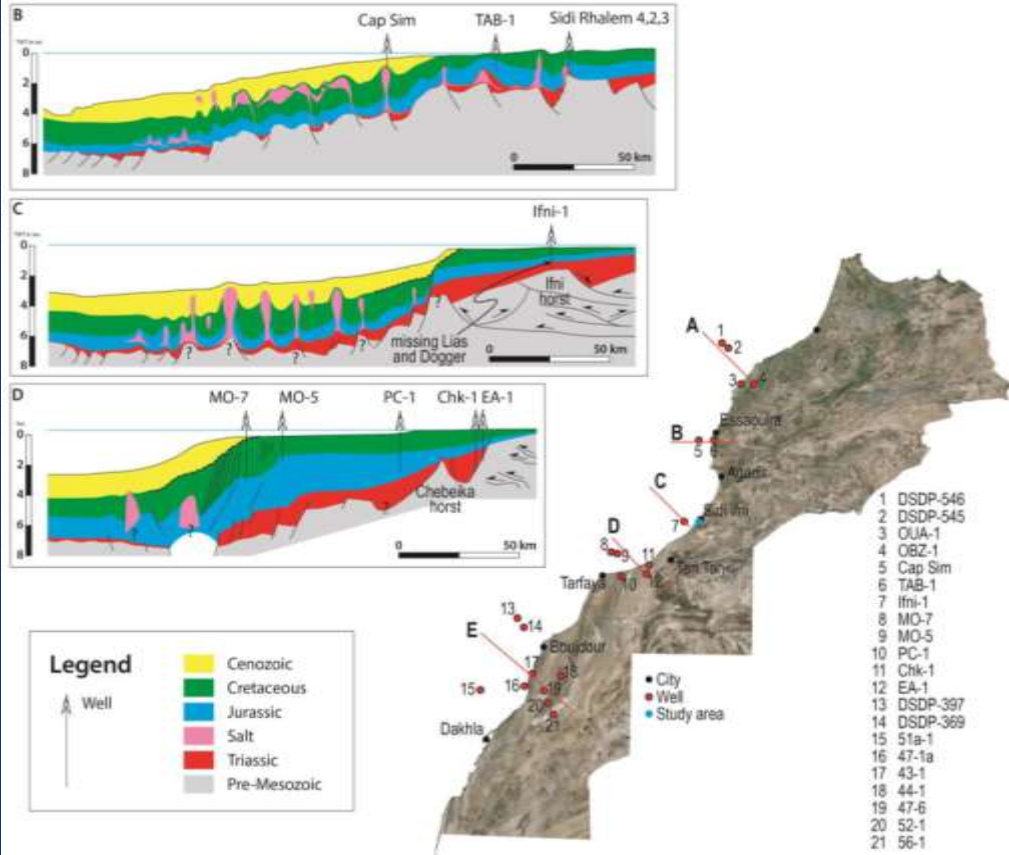 B
Cap Sim
TAB-1
Sidi Rhalem 4,2,3
0
2
4
6
8
0 50 km
C
Ifni-1
0
2
4
6
8
?
?
?
?
?
Ifni
horst
missing Lias
and Dogger
0 50 km
D
MO-7
MO-5
PC-1
Chk-1 EA-1
0
2
4
6
8
Chebeika
horst
0 50 km
Legend
Well
Cenozoic
Cretaceous
Jurassic
Salt
Triassic
Pre-Mesozoic
A
1
2
3
4
Essaouira
B
5
6
Agadir
C
7
Sidi Ifni
D
8
9
11
Tan Tan
10
12
Tarfaya
13
14
E
Boujdour
17
18
15
16
19
20
21
Dakhla
City
Well
Study area
1 DSDP-546
2 DSDP-545
3 OUA-1
4 OBZ-1
5 Cap Sim
6 TAB-1
7 Ifni-1
8 MO-7
9 MO-5
10 PC-1
11 Chk-1
12 EA-1
13 DSDP-397
14 DSDP-369
15 51a-1
16 47-1a
17 43-1
18 44-1
19 47-6
20 52-1
21 56-1